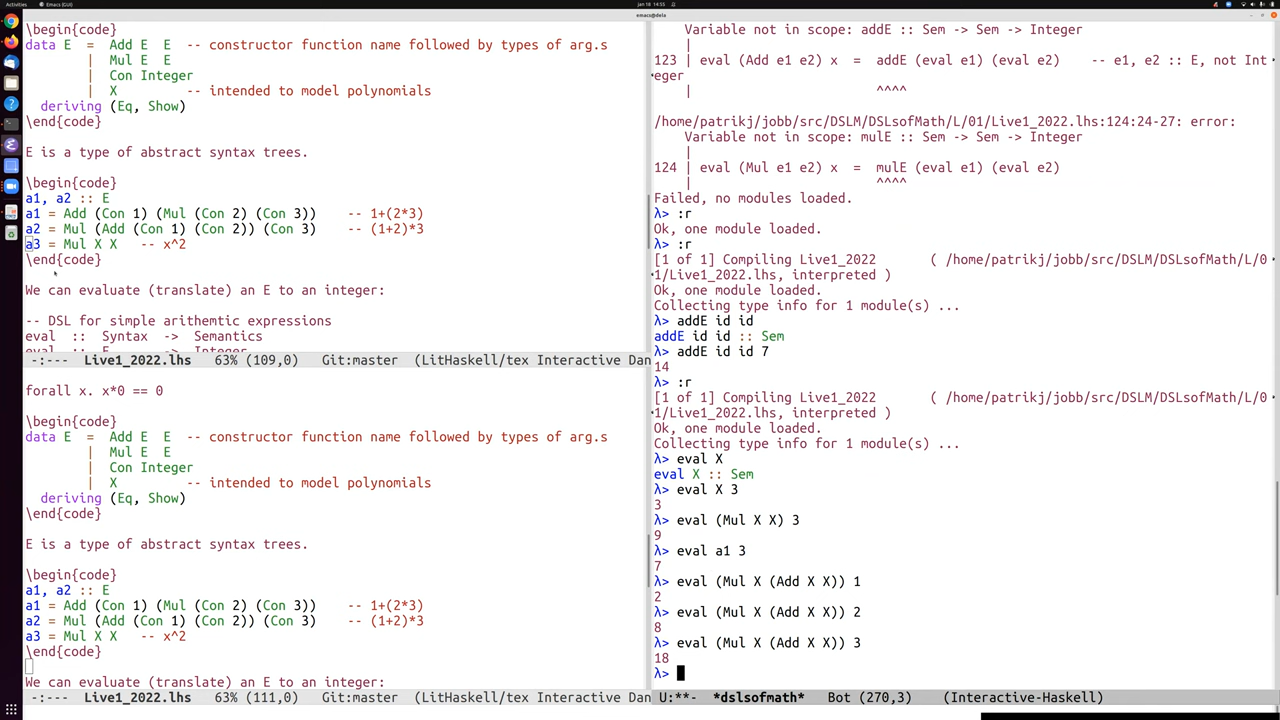 Activities
Emacs (GUI)
Jan 18 14:55
emacs@dela
\begin{code}
data E  =  Add E  E  -- constructor function name followed by types of arg.s
        |  Mul E  E
        |  Con Integer
        |  X         -- intended to model polynomials
  deriving (Eq, Show)
\end{code}
E is a type of abstract syntax trees.
\begin{code}
a1, a2 :: E
a1 = Add (Con 1) (Mul (Con 2) (Con 3))    -- 1+(2*3)
a2 = Mul (Add (Con 1) (Con 2)) (Con 3)    -- (1+2)*3
a3 = Mul X X   -- x^2
\end{code}
We can evaluate (translate) an E to an integer:
-- DSL for simple arithemtic expressions
eval  ::  Syntax  ->  Semantics
eval  ::  E       ->  Integer
-:---  Live1_2022.lhs   63% (109,0)    Git:master  (LitHaskell/tex Interactive Dan
forall x. x*0 == 0
\begin{code}
data E  =  Add E  E  -- constructor function name followed by types of arg.s
        |  Mul E  E
        |  Con Integer
        |  X         -- intended to model polynomials
  deriving (Eq, Show)
\end{code}
E is a type of abstract syntax trees.
\begin{code}
a1, a2 :: E
a1 = Add (Con 1) (Mul (Con 2) (Con 3))    -- 1+(2*3)
a2 = Mul (Add (Con 1) (Con 2)) (Con 3)    -- (1+2)*3
a3 = Mul X X   -- x^2
\end{code}
We can evaluate (translate) an E to an integer:
-:---  Live1_2022.lhs   63% (111,0)    Git:master  (LitHaskell/tex Interactive Dan
Variable not in scope: addE :: Sem -> Sem -> Integer
    |
123 | eval (Add e1 e2) x  =  addE (eval e1) (eval e2)    -- e1, e2 :: E, not Int
eger
    |                        ^^^^
/home/patrikj/jobb/src/DSLM/DSLsofMath/L/01/Live1_2022.lhs:124:24-27: error:
    Variable not in scope: mulE :: Sem -> Sem -> Integer
    |
124 | eval (Mul e1 e2) x  =  mulE (eval e1) (eval e2)
    |                        ^^^^
Failed, no modules loaded.
λ> :r
Ok, one module loaded.
λ> :r
[1 of 1] Compiling Live1_2022       ( /home/patrikj/jobb/src/DSLM/DSLsofMath/L/0
1/Live1_2022.lhs, interpreted )
Ok, one module loaded.
Collecting type info for 1 module(s) ...
λ> addE id id
addE id id :: Sem
λ> addE id id 7
14
λ> :r
[1 of 1] Compiling Live1_2022       ( /home/patrikj/jobb/src/DSLM/DSLsofMath/L/0
1/Live1_2022.lhs, interpreted )
Ok, one module loaded.
Collecting type info for 1 module(s) ...
λ> eval X
eval X :: Sem
λ> eval X 3
3
λ> eval (Mul X X) 3
9
λ> eval a1 3
7
λ> eval (Mul X (Add X X)) 1
2
λ> eval (Mul X (Add X X)) 2
8
λ> eval (Mul X (Add X X)) 3
18
λ>
U:**-  *dslsofmath*   Bot (270,3)    (Interactive-Haskell)